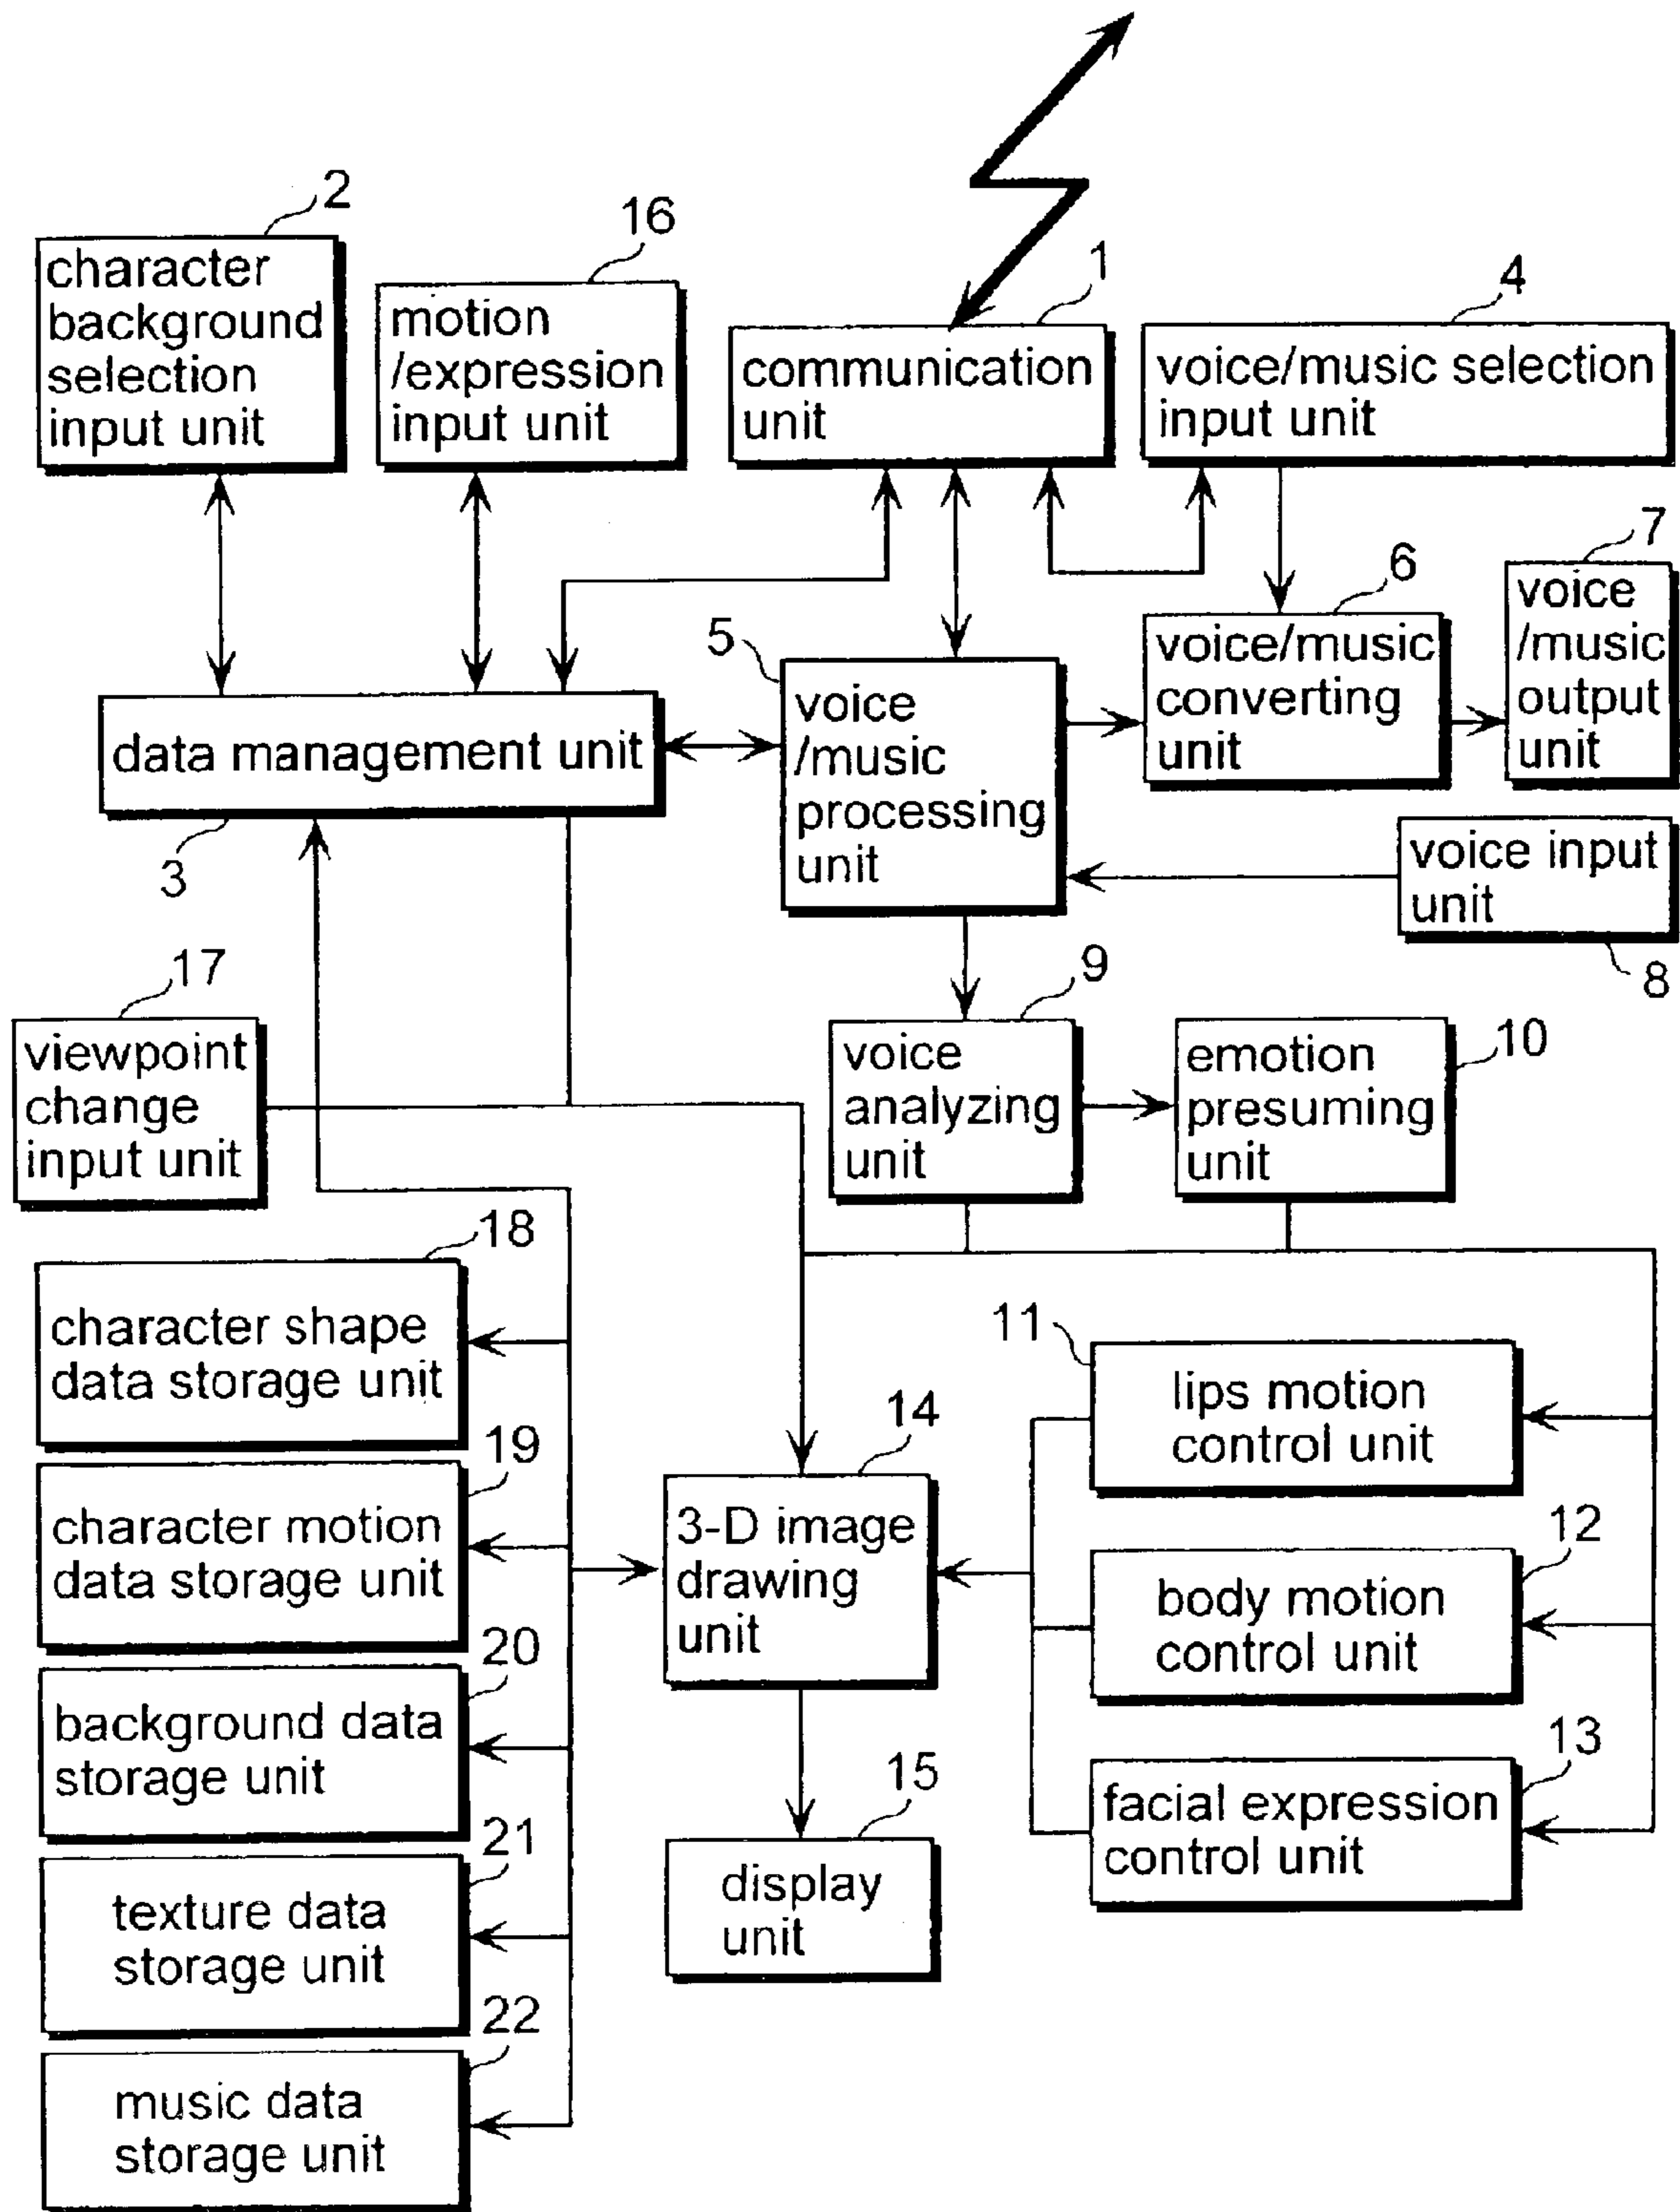 2
character
background
selection
input unit
16
motion
/expression
input unit
1
communication
unit
4
voice/music selection
input unit
7
voice
/music
output
unit
6
voice/music
converting
unit
5
voice
/music
processing
unit
data management unit
3
voice input
unit
8
17
viewpoint
change
input unit
9
voice
analyzing
unit
10
emotion
presuming
unit
18
character shape
data storage unit
11
lips motion
control unit
19
character motion
data storage unit
14
3-D image
drawing
unit
12
body motion
control unit
20
background data
storage unit
13
facial expression
control unit
15
display
unit
21
texture data
storage unit
22
music data
storage unit